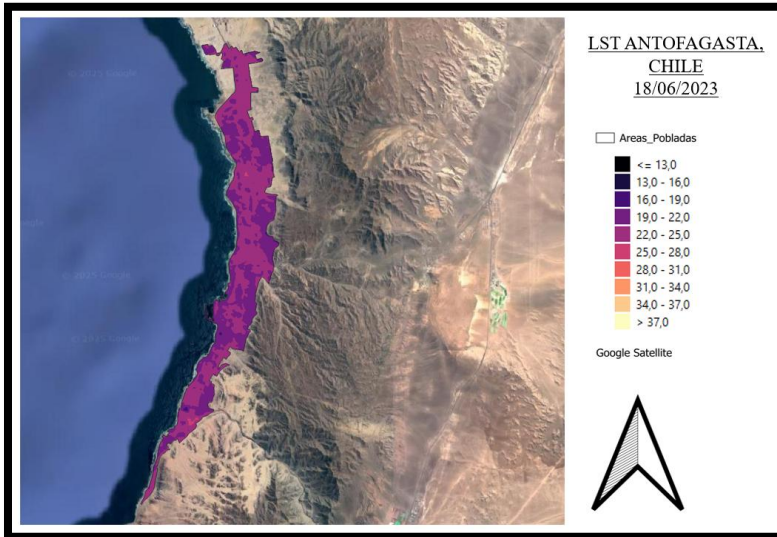 LST ANTOFAGASTA,
CHILE
18/06/2023
Areas_Pobladas
<= 13,0
13,0 - 16,0
16,0 - 19,0
19,0 - 22,0
22,0 - 25,0
25,0 - 28,0
28,0 - 31,0
31,0 - 34,0
34,0 - 37,0
> 37,0
Google Satellite